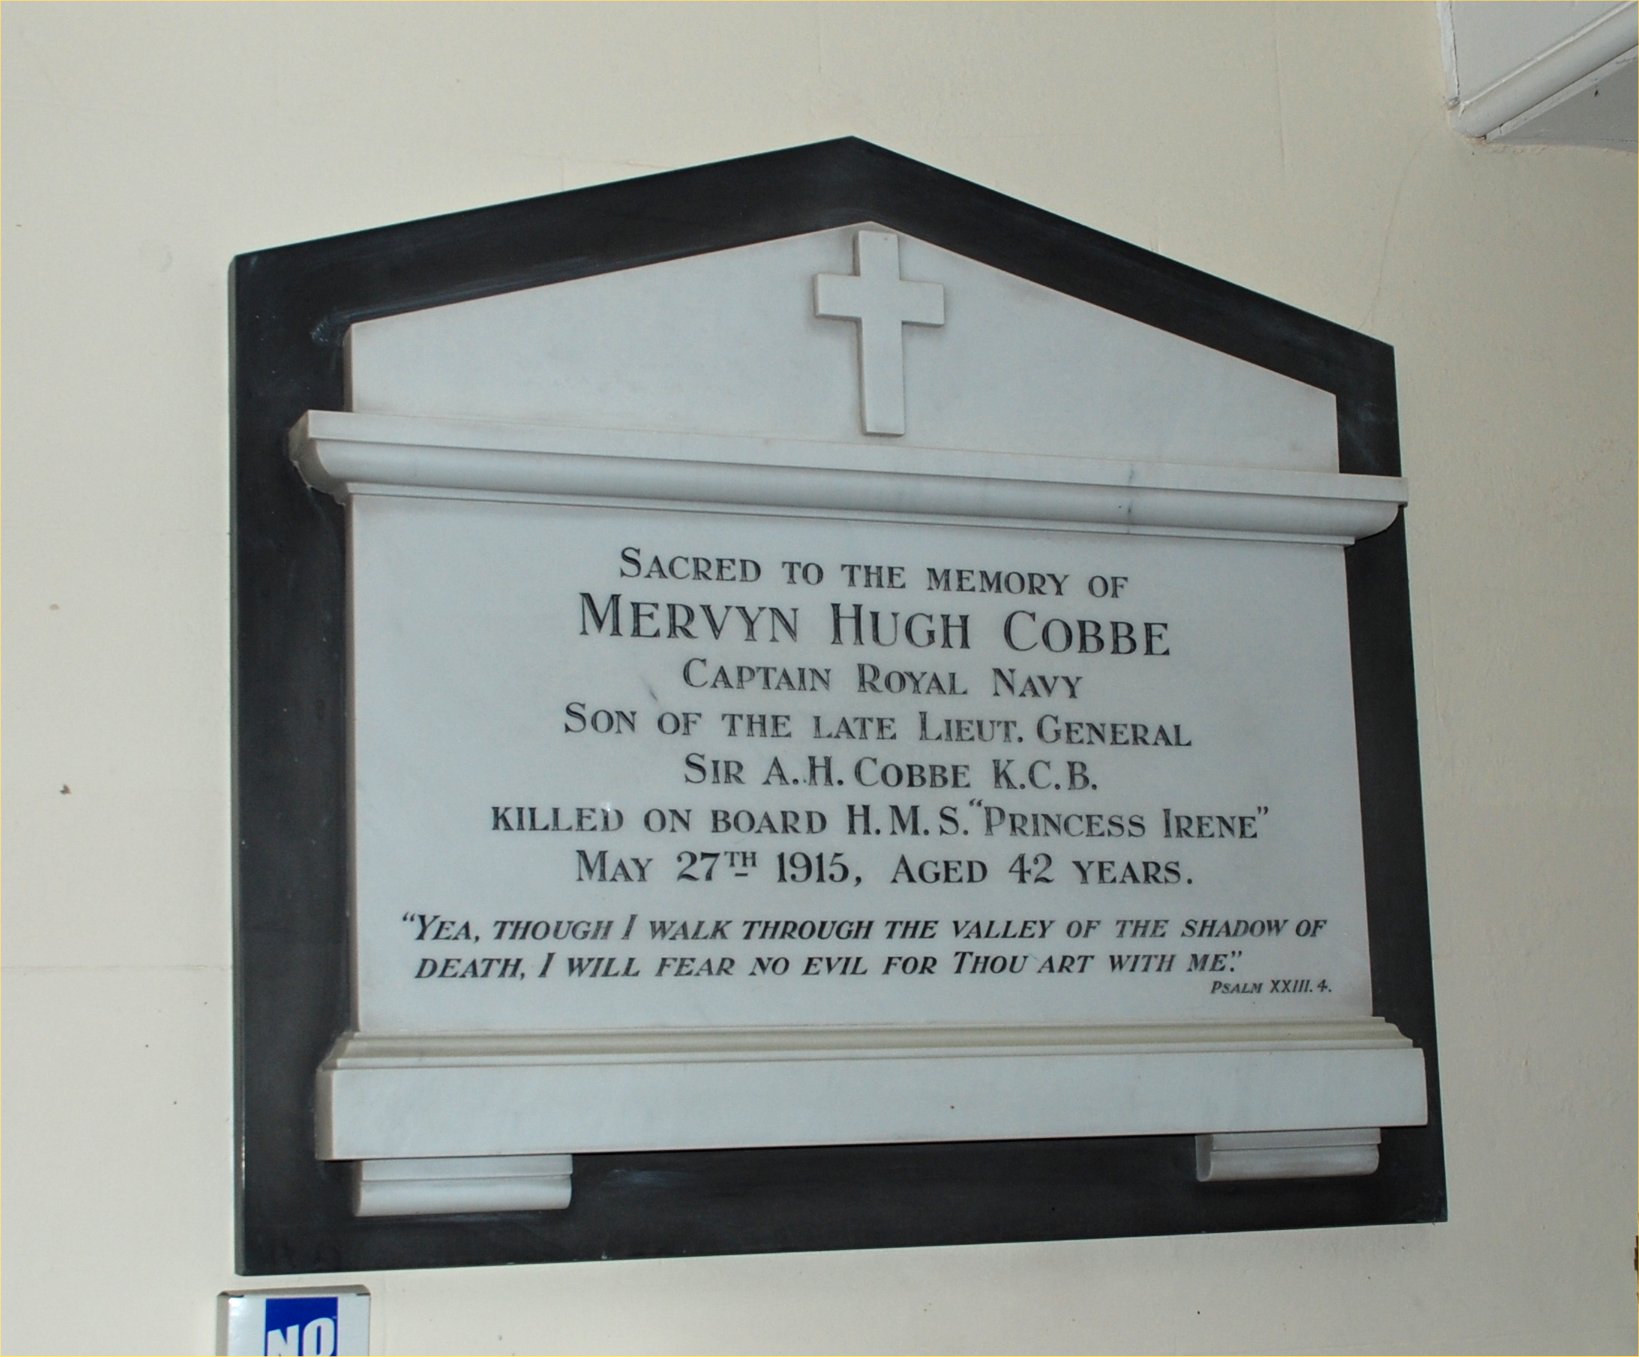 SACRED TO THE MEMORY OF
MERVYN HUGH COBBE
CAPTAIN ROYAL NAVY
SON OF THE LATE LIEUT. GENERAL
SIR A.H. COBBE K.C.B.
KILLED ON BOARD H.M.S. "PRINCESS IRENE"
MAY 27TH 1915, AGED 42 YEARS.
"YEA, THOUGH I WALK THROUGH THE VALLEY OF THE SHADOW OF
DEATH, I WILL FEAR NO EVIL FOR THOU ART WITH ME."
PSALM XXIII. 4.
NO